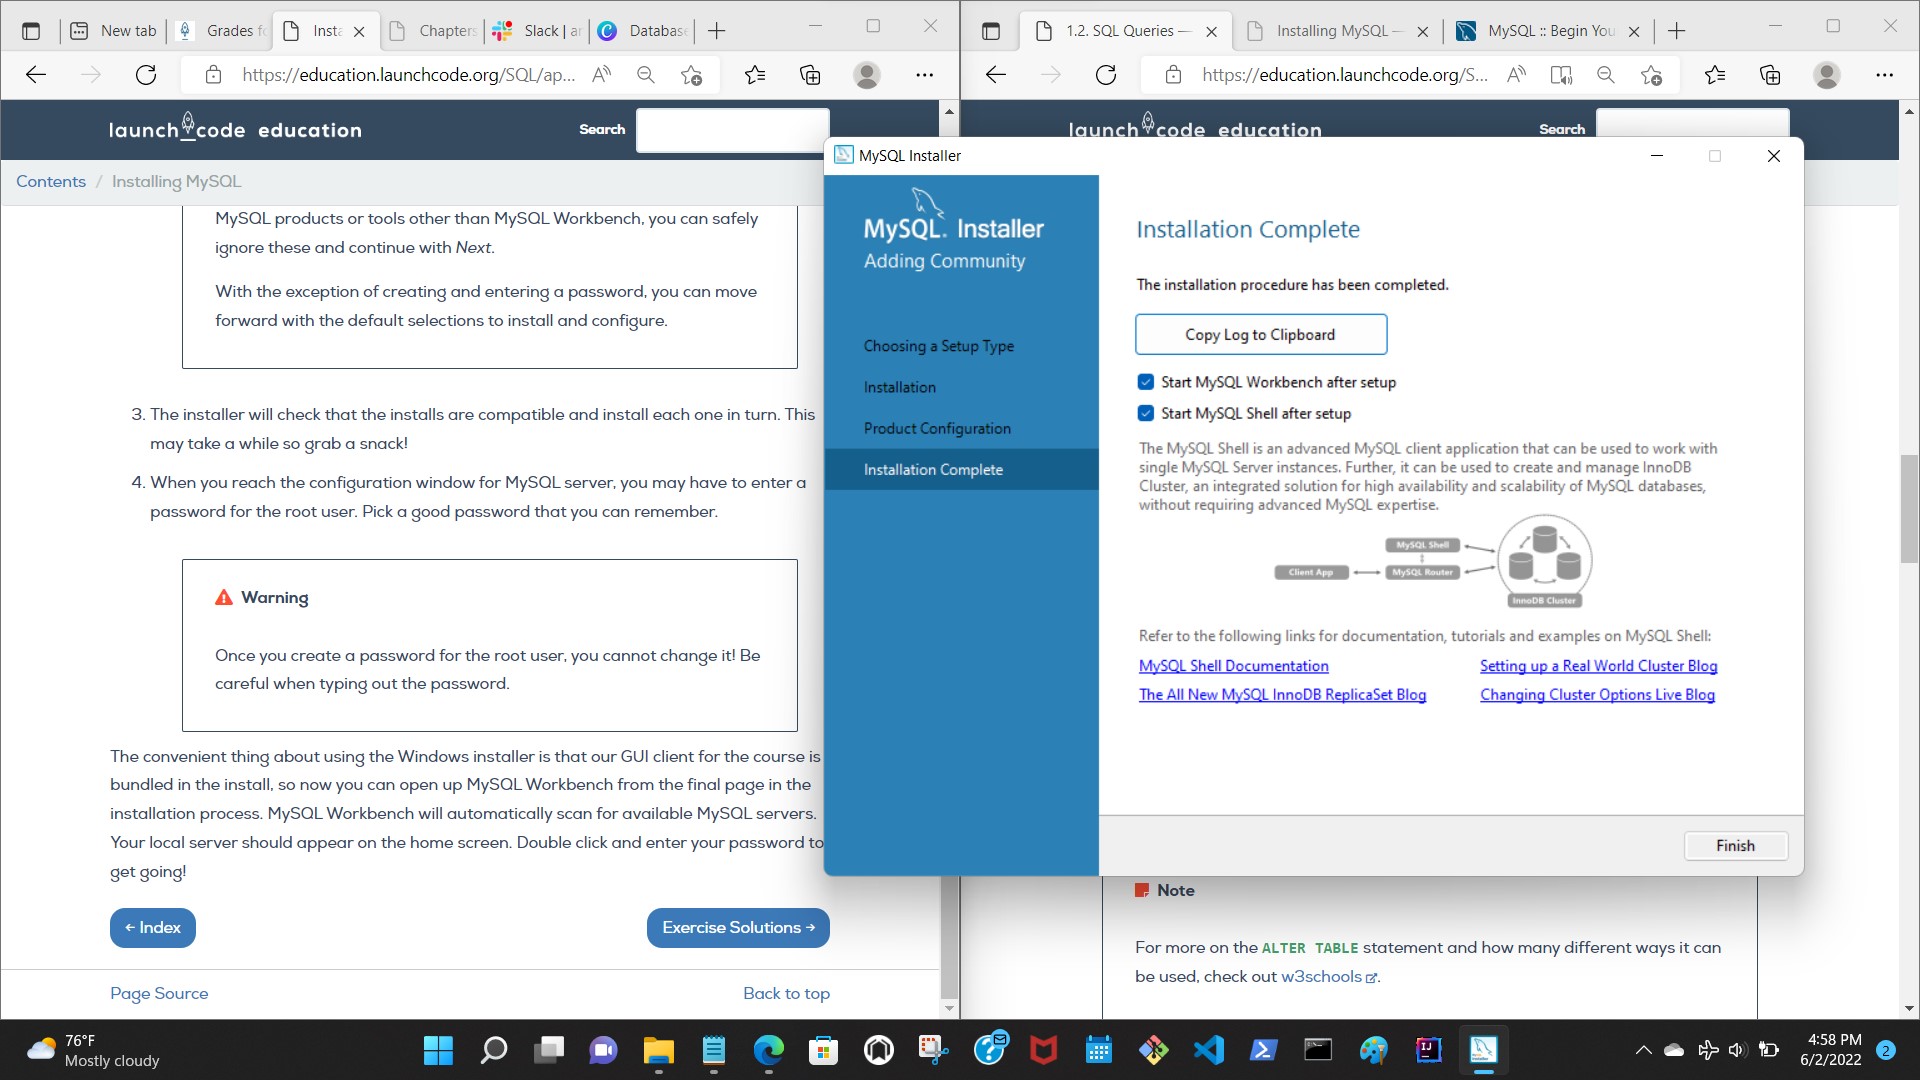 New tab
Grades fo
Insta
Chapters
Slack | ar
Database
https://education.launchcode.org/SQL/ap...
launch_code education
Search
Contents / Installing MySQL
MySQL products or tools other than MySQL Workbench, you can safely
ignore these and continue with Next.
With the exception of creating and entering a password, you can move
forward with the default selections to install and configure.
3. The installer will check that the installs are compatible and install each one in turn. This
may take a while so grab a snack!
4. When you reach the configuration window for MySQL server, you may have to enter a
password for the root user. Pick a good password that you can remember.
Warning
Once you create a password for the root user, you cannot change it! Be
careful when typing out the password.
The convenient thing about using the Windows installer is that our GUI client for the course is
bundled in the install, so now you can open up MySQL Workbench from the final page in the
installation process. MySQL Workbench will automatically scan for available MySQL servers.
Your local server should appear on the home screen. Double click and enter your password to
get going!
← Index
Exercise Solutions →
Page Source
Back to top
1.2. SQL Queries —
Installing MySQL —
MySQL :: Begin You
https://education.launchcode.org/S...
launch_code education
Search
MySQL Installer
MySQL. Installer
Adding Community
Choosing a Setup Type
Installation
Product Configuration
Installation Complete
Installation Complete
The installation procedure has been completed.
Copy Log to Clipboard
Start MySQL Workbench after setup
Start MySQL Shell after setup
The MySQL Shell is an advanced MySQL client application that can be used to work with
single MySQL Server instances. Further, it can be used to create and manage InnoDB
Cluster, an integrated solution for high availability and scalability of MySQL databases,
without requiring advanced MySQL expertise.
MySQL Shell
Client App
MySQL Router
InnoDB Cluster
Refer to the following links for documentation, tutorials and examples on MySQL Shell:
MySQL Shell Documentation
Setting up a Real World Cluster Blog
The All New MySQL InnoDB ReplicaSet Blog
Changing Cluster Options Live Blog
Finish
Note
For more on the ALTER TABLE statement and how many different ways it can
be used, check out w3schools.
76°F
Mostly cloudy
4:58 PM
6/2/2022
2